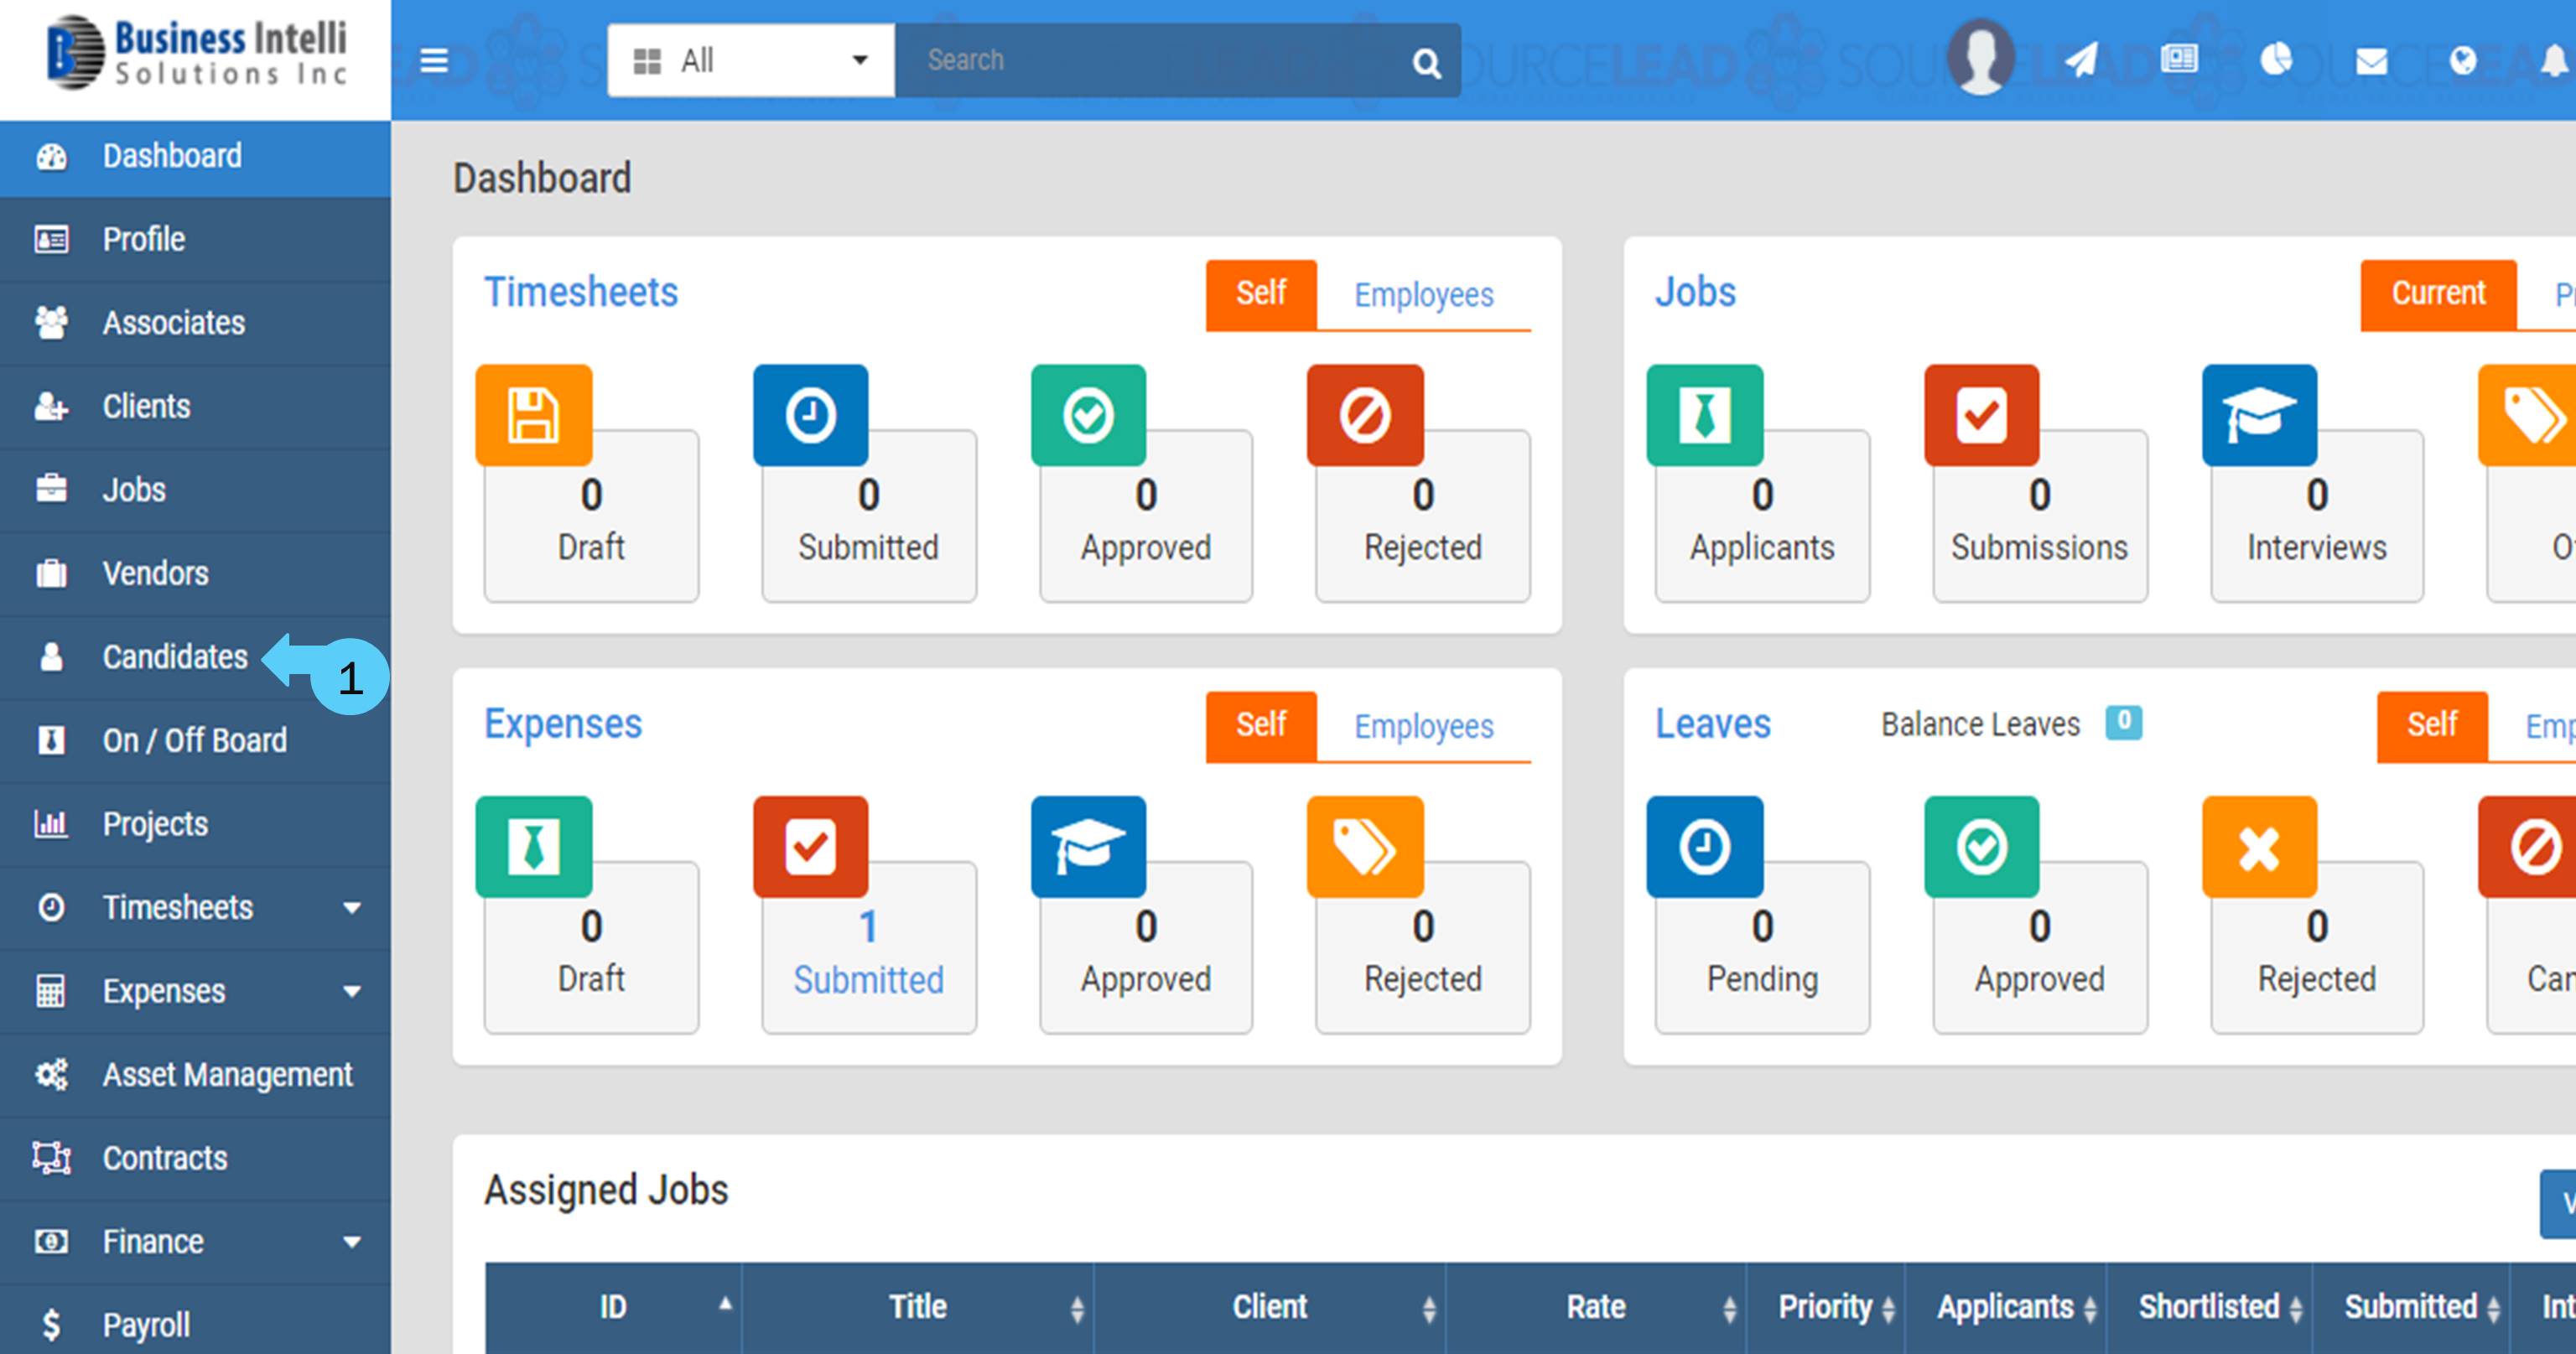 Business Intelli
Solutions Inc
All
Search
SOURCELEAD
Dashboard
Profile
Associates
Clients
Jobs
Vendors
Candidates
1
On / Off Board
Projects
Timesheets
Expenses
Asset Management
Contracts
Finance
Payroll
Dashboard
Timesheets Self Employees
0 0 0 0
Draft Submitted Approved Rejected
Jobs Current
0 0 0
Applicants Submissions Interviews
Expenses Self Employees
0 1 0 0
Draft Submitted Approved Rejected
Leaves Balance Leaves 0 Self Emp
0 0 0
Pending Approved Rejected Can
Assigned Jobs
ID Title Client Rate Priority Applicants Shortlisted Submitted Int